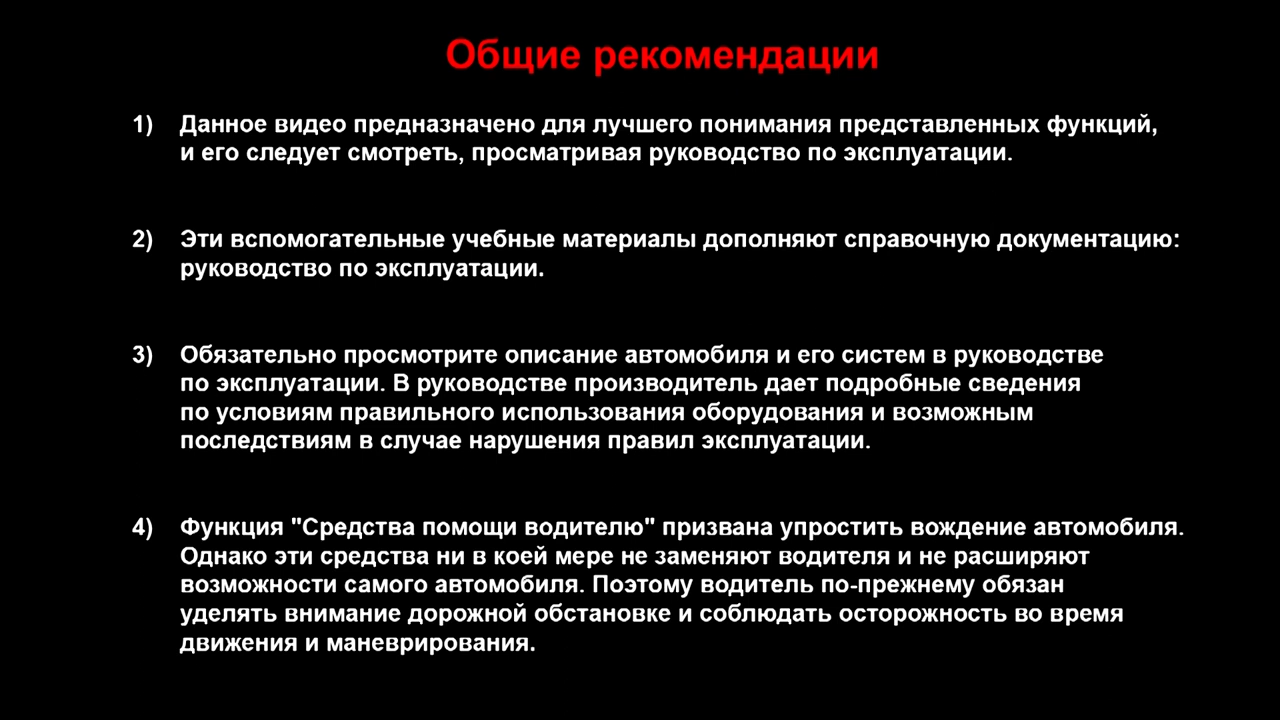 Общие рекомендации
1) Данное видео предназначено для лучшего понимания представленных функций,
и его следует смотреть, просматривая руководство по эксплуатации.
2) Эти вспомогательные учебные материалы дополняют справочную документацию:
руководство по эксплуатации.
3) Обязательно просмотрите описание автомобиля и его систем в руководстве
по эксплуатации. В руководстве производитель дает подробные сведения
по условиям правильного использования оборудования и возможным
последствиям в случае нарушения правил эксплуатации.
4) Функция "Средства помощи водителю" призвана упростить вождение автомобиля.
Однако эти средства ни в коей мере не заменяют водителя и не расширяют
возможности самого автомобиля. Поэтому водитель по-прежнему обязан
уделять внимание дорожной обстановке и соблюдать осторожность во время
движения и маневрирования.